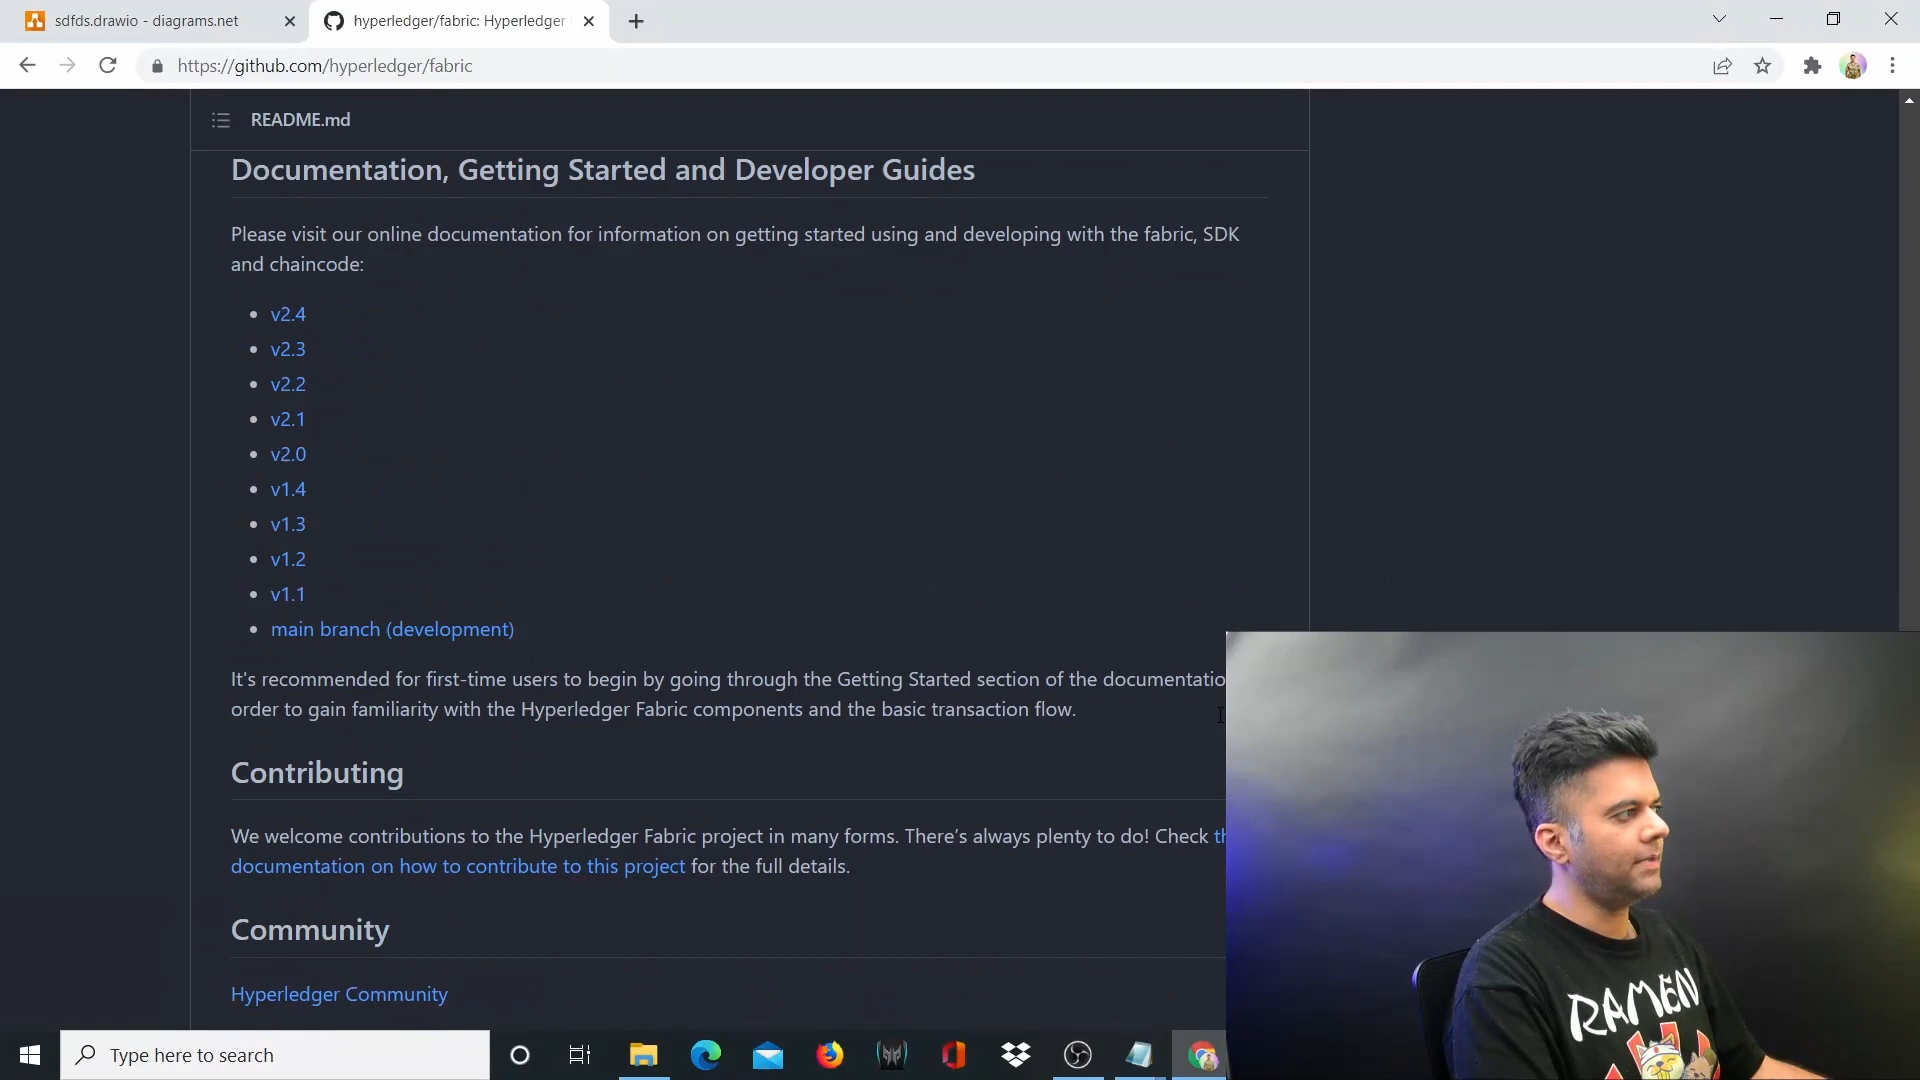 sdfds.drawio - diagrams.net
hyperledger/fabric: Hyperledger
https://github.com/hyperledger/fabric
README.md
Documentation, Getting Started and Developer Guides
Please visit our online documentation for information on getting started using and developing with the fabric, SDK
and chaincode:
v2.4
v2.3
v2.2
v2.1
v2.0
v1.4
v1.3
v1.2
v1.1
main branch (development)
It's recommended for first-time users to begin by going through the Getting Started section of the documentatio
order to gain familiarity with the Hyperledger Fabric components and the basic transaction flow.
Contributing
We welcome contributions to the Hyperledger Fabric project in many forms. There's always plenty to do! Check th
documentation on how to contribute to this project for the full details.
Community
Hyperledger Community
Type here to search
RAMEN